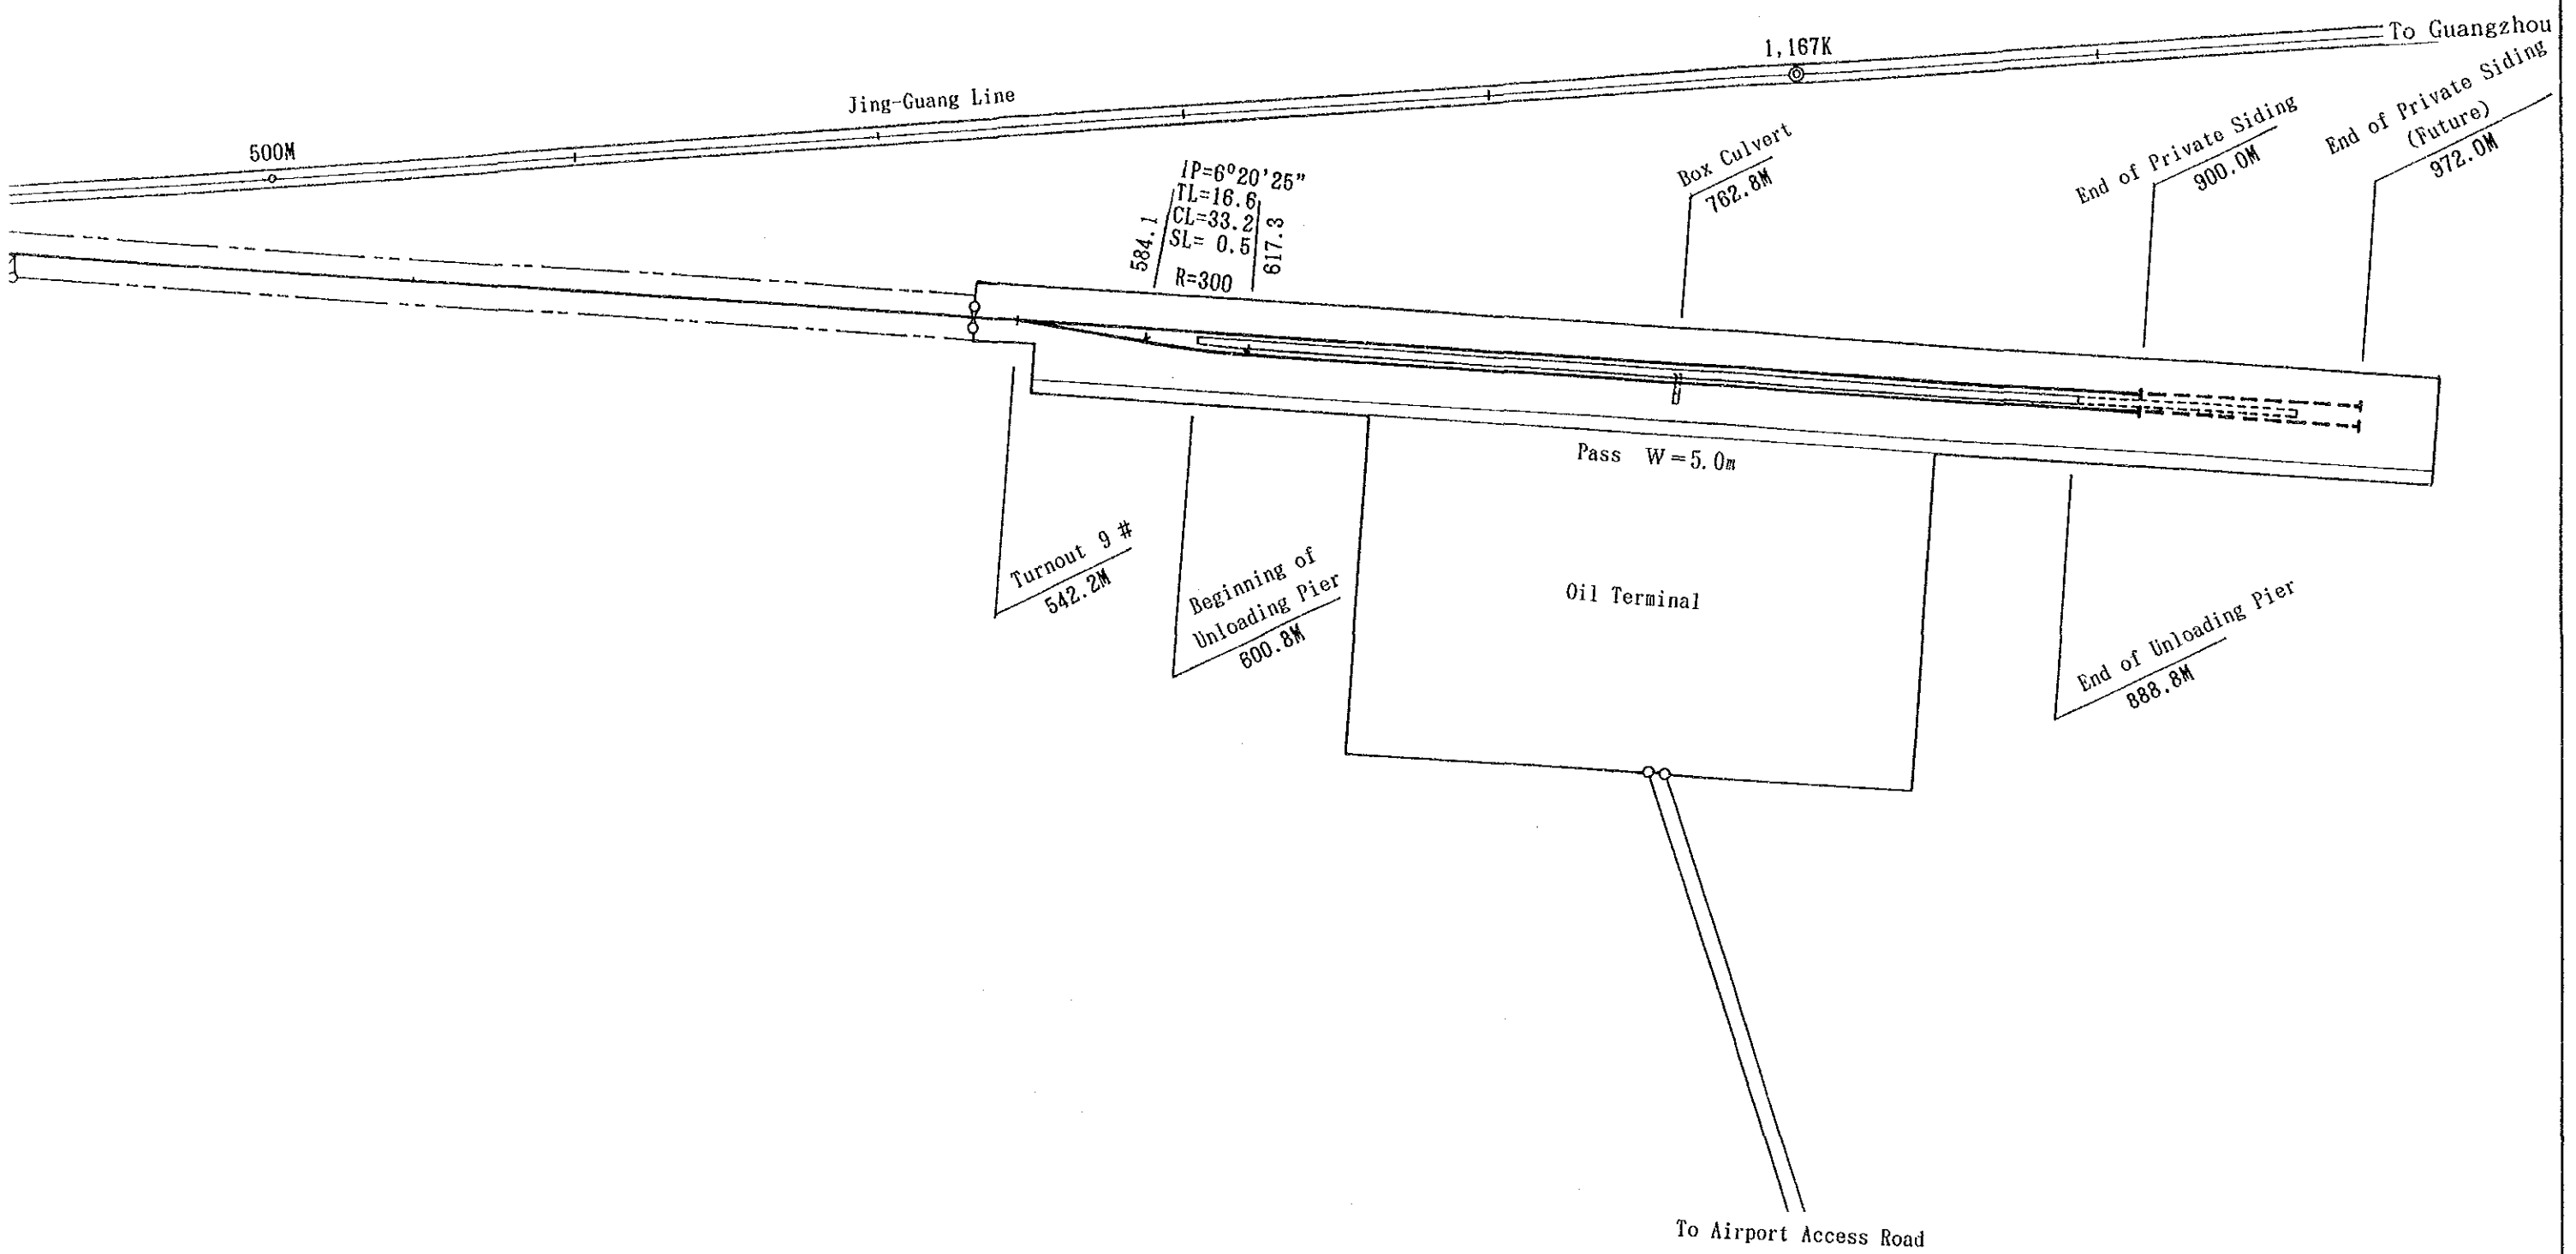 To Guangzhou
1,167K
Jing-Guang Line
500M
IP=6°20'25"
TL=16.6
CL=33.2
SL= 0.5
R=300
584.1
617.3
Box Culvert
762.8M
End of Private Siding
900.0M
End of Private Siding
(Future)
972.0M
Pass W=5.0m
Turnout 9 #
542.2M
Beginning of
Unloading Pier
600.8M
Oil Terminal
End of Unloading Pier
888.8M
To Airport Access Road